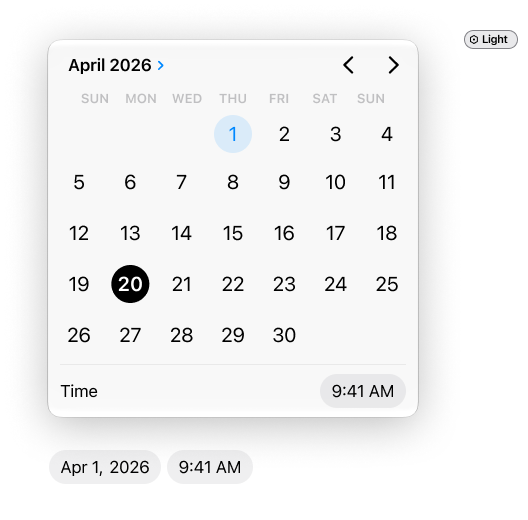 Light
April 2026
SUN MON WED THU FRI SAT SUN
1 2 3 4
5 6 7 8 9 10 11
12 13 14 15 16 17 18
19 20 21 22 23 24 25
26 27 28 29 30
Time 9:41 AM
Apr 1, 2026 9:41 AM